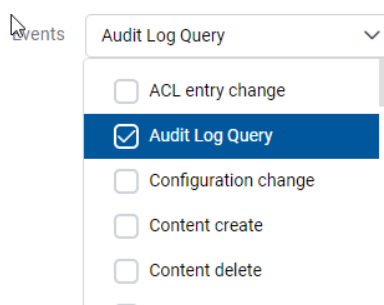 Events
Audit Log Query
ACL entry change
Audit Log Query
Configuration change
Content create
Content delete